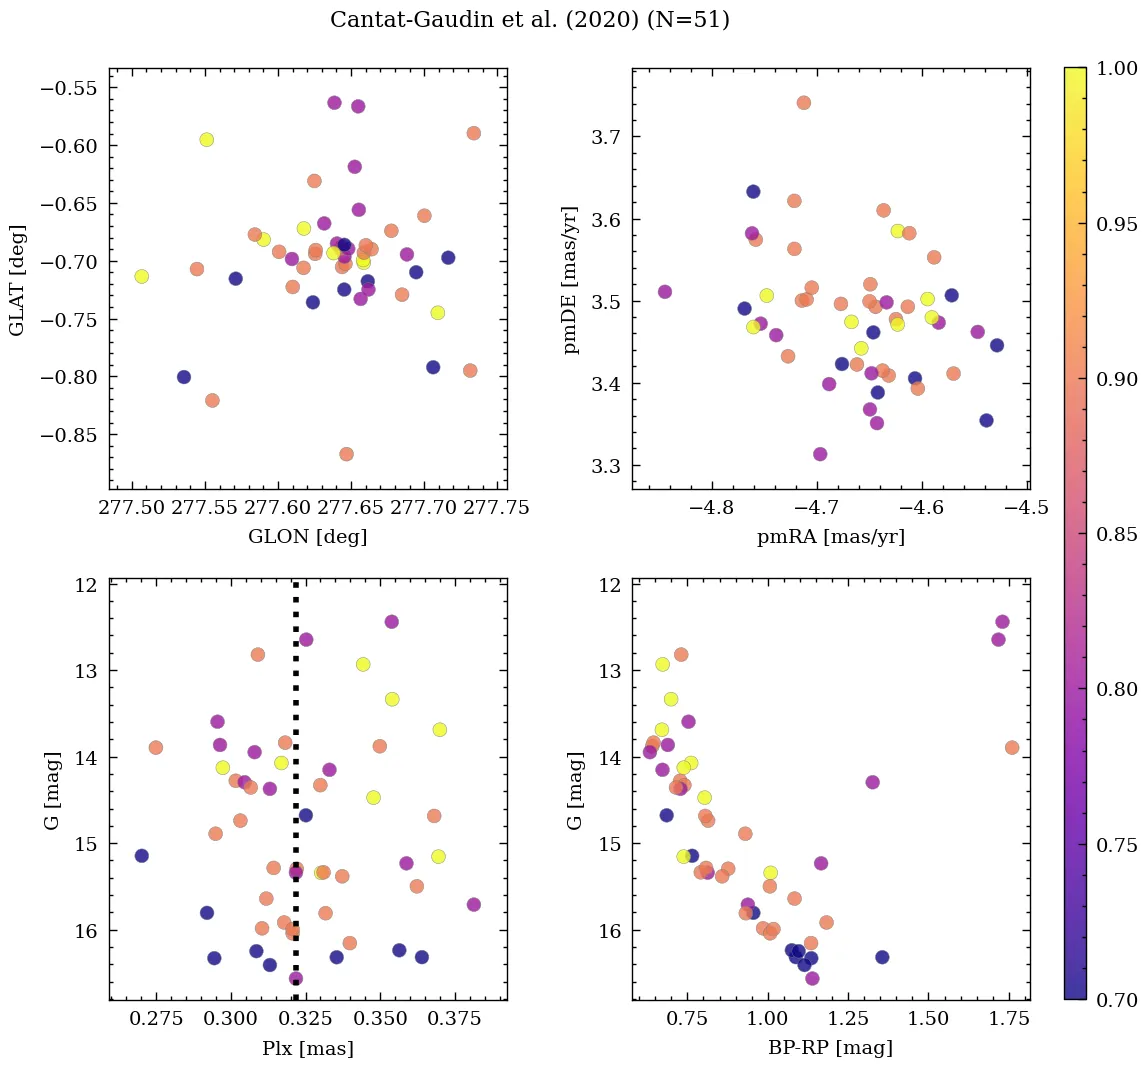 Cantat-Gaudin et al. (2020) (N=51)
−0.55
−0.60
−0.65
−0.70
−0.75
−0.80
−0.85
GLAT [deg]
277.50 277.55 277.60 277.65 277.70 277.75
GLON [deg]
3.7
3.6
3.5
3.4
3.3
pmDE [mas/yr]
−4.8 −4.7 −4.6 −4.5
pmRA [mas/yr]
12
13
14
15
16
G [mag]
0.275 0.300 0.325 0.350 0.375
Plx [mas]
12
13
14
15
16
G [mag]
0.75 1.00 1.25 1.50 1.75
BP-RP [mag]
1.00
0.95
0.90
0.85
0.80
0.75
0.70